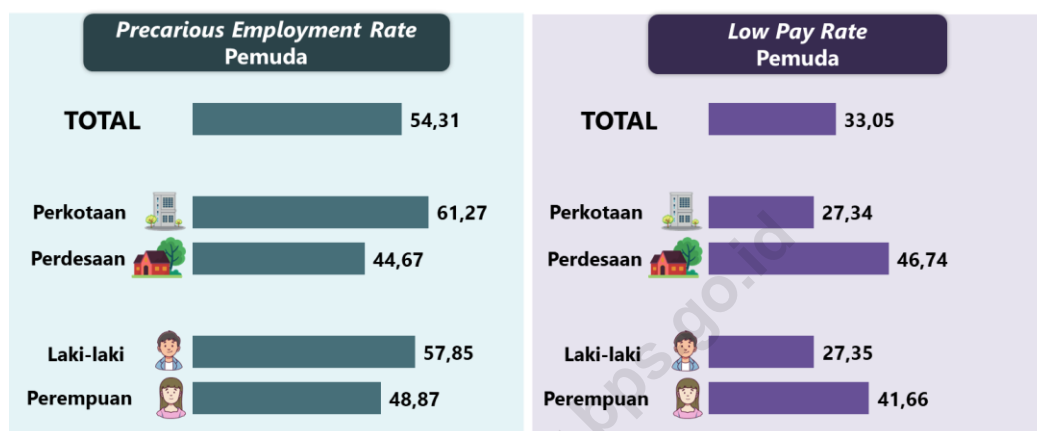 Precarious Employment Rate
Pemuda
TOTAL 54,31
Perkotaan 61,27
Perdesaan 44,67
Laki-laki 57,85
Perempuan 48,87
Low Pay Rate
Pemuda
TOTAL 33,05
Perkotaan 27,34
Perdesaan 46,74
Laki-laki 27,35
Perempuan 41,66
bps.go.id